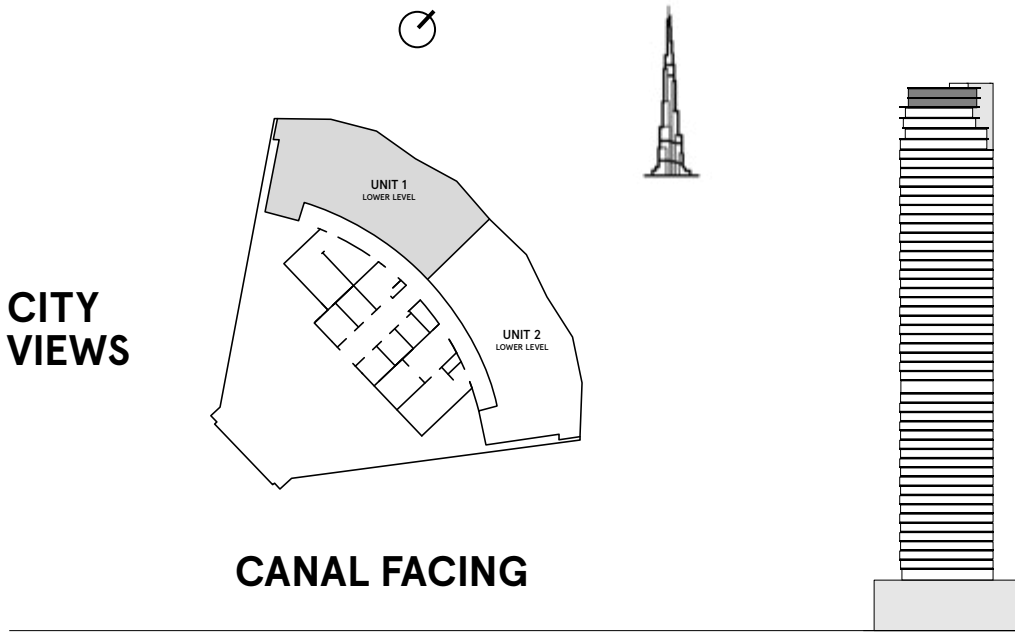 UNIT 1
LOWER LEVEL
CITY
VIEWS
UNIT 2
LOWER LEVEL
CANAL FACING